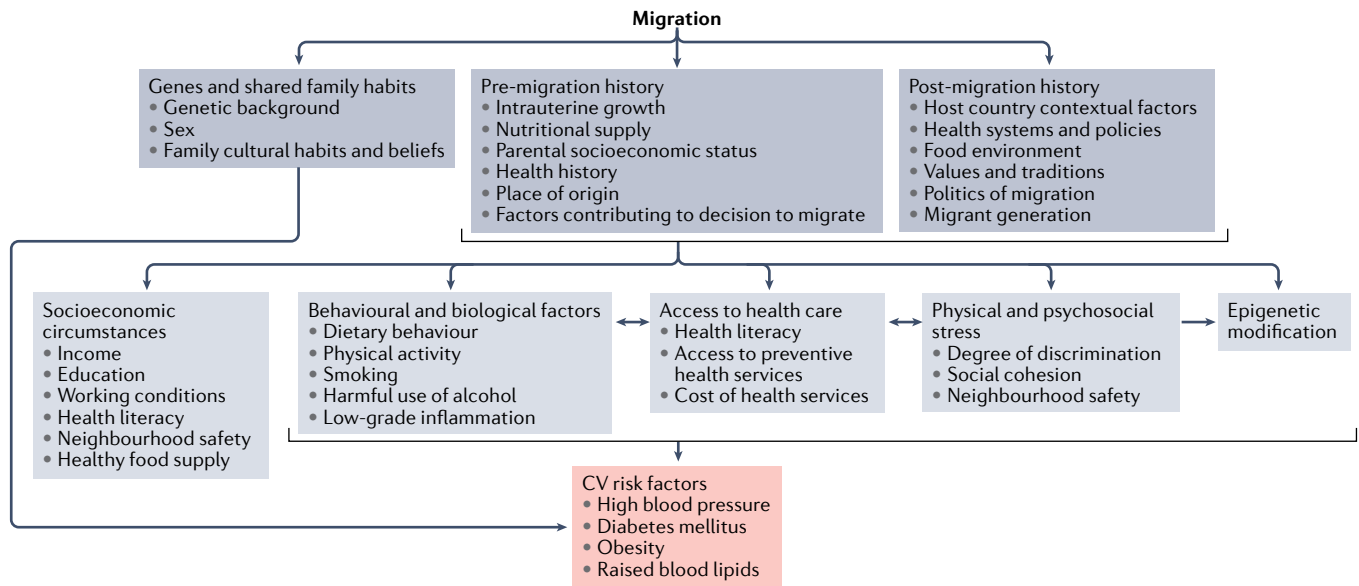 Migration
Genes and shared family habits
• Genetic background
• Sex
• Family cultural habits and beliefs
Pre-migration history
• Intrauterine growth
• Nutritional supply
• Parental socioeconomic status
• Health history
• Place of origin
• Factors contributing to decision to migrate
Post-migration history
• Host country contextual factors
• Health systems and policies
• Food environment
• Values and traditions
• Politics of migration
• Migrant generation
Socioeconomic
circumstances
• Income
• Education
• Working conditions
• Health literacy
• Neighbourhood safety
• Healthy food supply
Behavioural and biological factors
• Dietary behaviour
• Physical activity
• Smoking
• Harmful use of alcohol
• Low-grade inflammation
Access to health care
• Health literacy
• Access to preventive
health services
• Cost of health services
Physical and psychosocial
stress
• Degree of discrimination
• Social cohesion
• Neighbourhood safety
Epigenetic
modification
CV risk factors
• High blood pressure
• Diabetes mellitus
• Obesity
• Raised blood lipids